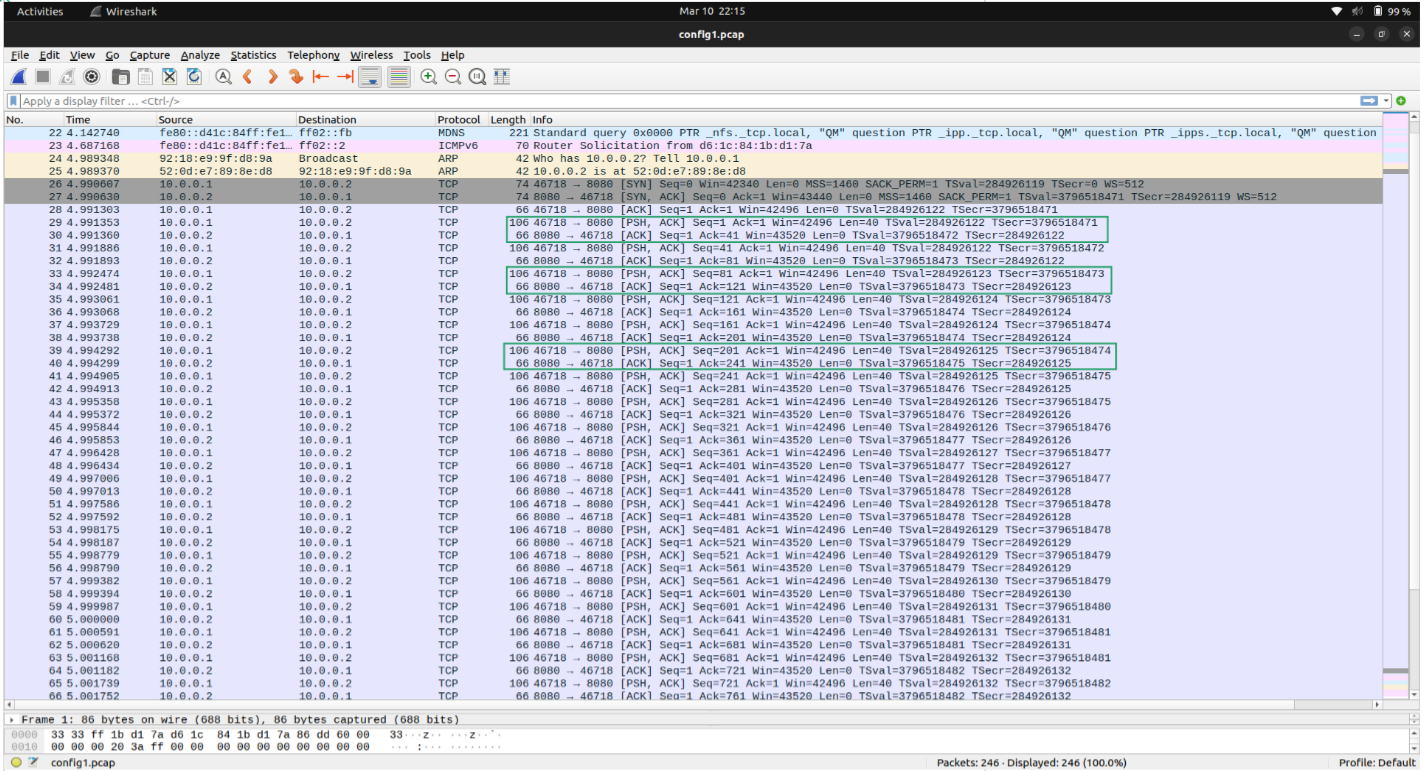 Activities Wireshark Mar 10 22:15 99 %
config1.pcap
File Edit View Go Capture Analyze Statistics Telephony Wireless Tools Help
Apply a display filter ... <Ctrl-/>
No. Time Source Destination Protocol Length Info
22 4.142740 fe80::d41c:84ff:fe1… ff02::fb MDNS 221 Standard query 0x0000 PTR _nfs._tcp.local, "QM" question PTR _ipp._tcp.local, "QM" question PTR _ipps._tcp.local, "QM" question
23 4.687168 fe80::d41c:84ff:fe1… ff02::2 ICMPv6 70 Router Solicitation from d6:1c:84:1b:d1:7a
24 4.989348 92:18:e9:9f:d8:9a Broadcast ARP 42 Who has 10.0.0.2? Tell 10.0.0.1
25 4.989370 52:0d:e7:89:8e:d8 92:18:e9:9f:d8:9a ARP 42 10.0.0.2 is at 52:0d:e7:89:8e:d8
26 4.990607 10.0.0.1 10.0.0.2 TCP 74 46718 → 8080 [SYN] Seq=0 Win=42340 Len=0 MSS=1460 SACK_PERM=1 TSval=284926119 TSecr=0 WS=512
27 4.990630 10.0.0.2 10.0.0.1 TCP 74 8080 → 46718 [SYN, ACK] Seq=0 Ack=1 Win=43440 Len=0 MSS=1460 SACK_PERM=1 TSval=3796518471 TSecr=284926119 WS=512
28 4.991303 10.0.0.1 10.0.0.2 TCP 66 46718 → 8080 [ACK] Seq=1 Ack=1 Win=42496 Len=0 TSval=284926122 TSecr=3796518471
29 4.991353 10.0.0.1 10.0.0.2 TCP 106 46718 → 8080 [PSH, ACK] Seq=1 Ack=1 Win=42496 Len=40 TSval=284926122 TSecr=3796518471
30 4.991360 10.0.0.2 10.0.0.1 TCP 66 8080 → 46718 [ACK] Seq=1 Ack=41 Win=43520 Len=0 TSval=3796518472 TSecr=284926122
31 4.991886 10.0.0.1 10.0.0.2 TCP 106 46718 → 8080 [PSH, ACK] Seq=41 Ack=1 Win=42496 Len=40 TSval=284926122 TSecr=3796518472
32 4.991893 10.0.0.2 10.0.0.1 TCP 66 8080 → 46718 [ACK] Seq=1 Ack=81 Win=43520 Len=0 TSval=3796518473 TSecr=284926122
33 4.992474 10.0.0.1 10.0.0.2 TCP 106 46718 → 8080 [PSH, ACK] Seq=81 Ack=1 Win=42496 Len=40 TSval=284926123 TSecr=3796518473
34 4.992481 10.0.0.2 10.0.0.1 TCP 66 8080 → 46718 [ACK] Seq=1 Ack=121 Win=43520 Len=0 TSval=3796518473 TSecr=284926123
35 4.993061 10.0.0.1 10.0.0.2 TCP 106 46718 → 8080 [PSH, ACK] Seq=121 Ack=1 Win=42496 Len=40 TSval=284926124 TSecr=3796518473
36 4.993068 10.0.0.2 10.0.0.1 TCP 66 8080 → 46718 [ACK] Seq=1 Ack=161 Win=43520 Len=0 TSval=3796518474 TSecr=284926124
37 4.993729 10.0.0.1 10.0.0.2 TCP 106 46718 → 8080 [PSH, ACK] Seq=161 Ack=1 Win=42496 Len=40 TSval=284926124 TSecr=3796518474
38 4.993738 10.0.0.2 10.0.0.1 TCP 66 8080 → 46718 [ACK] Seq=1 Ack=201 Win=43520 Len=0 TSval=3796518474 TSecr=284926124
39 4.994292 10.0.0.1 10.0.0.2 TCP 106 46718 → 8080 [PSH, ACK] Seq=201 Ack=1 Win=42496 Len=40 TSval=284926125 TSecr=3796518474
40 4.994299 10.0.0.2 10.0.0.1 TCP 66 8080 → 46718 [ACK] Seq=1 Ack=241 Win=43520 Len=0 TSval=3796518475 TSecr=284926125
41 4.994905 10.0.0.1 10.0.0.2 TCP 106 46718 → 8080 [PSH, ACK] Seq=241 Ack=1 Win=42496 Len=40 TSval=284926125 TSecr=3796518475
42 4.994913 10.0.0.2 10.0.0.1 TCP 66 8080 → 46718 [ACK] Seq=1 Ack=281 Win=43520 Len=0 TSval=3796518476 TSecr=284926125
43 4.995358 10.0.0.1 10.0.0.2 TCP 106 46718 → 8080 [PSH, ACK] Seq=281 Ack=1 Win=42496 Len=40 TSval=284926126 TSecr=3796518475
44 4.995372 10.0.0.2 10.0.0.1 TCP 66 8080 → 46718 [ACK] Seq=1 Ack=321 Win=43520 Len=0 TSval=3796518476 TSecr=284926126
45 4.995844 10.0.0.1 10.0.0.2 TCP 106 46718 → 8080 [PSH, ACK] Seq=321 Ack=1 Win=42496 Len=40 TSval=284926126 TSecr=3796518476
46 4.995853 10.0.0.2 10.0.0.1 TCP 66 8080 → 46718 [ACK] Seq=1 Ack=361 Win=43520 Len=0 TSval=3796518477 TSecr=284926126
47 4.996428 10.0.0.1 10.0.0.2 TCP 106 46718 → 8080 [PSH, ACK] Seq=361 Ack=1 Win=42496 Len=40 TSval=284926127 TSecr=3796518477
48 4.996434 10.0.0.2 10.0.0.1 TCP 66 8080 → 46718 [ACK] Seq=1 Ack=401 Win=43520 Len=0 TSval=3796518477 TSecr=284926127
49 4.997006 10.0.0.1 10.0.0.2 TCP 106 46718 → 8080 [PSH, ACK] Seq=401 Ack=1 Win=42496 Len=40 TSval=284926128 TSecr=3796518477
50 4.997013 10.0.0.2 10.0.0.1 TCP 66 8080 → 46718 [ACK] Seq=1 Ack=441 Win=43520 Len=0 TSval=3796518478 TSecr=284926128
51 4.997586 10.0.0.1 10.0.0.2 TCP 106 46718 → 8080 [PSH, ACK] Seq=441 Ack=1 Win=42496 Len=40 TSval=284926128 TSecr=3796518478
52 4.997592 10.0.0.2 10.0.0.1 TCP 66 8080 → 46718 [ACK] Seq=1 Ack=481 Win=43520 Len=0 TSval=3796518478 TSecr=284926128
53 4.998175 10.0.0.1 10.0.0.2 TCP 106 46718 → 8080 [PSH, ACK] Seq=481 Ack=1 Win=42496 Len=40 TSval=284926129 TSecr=3796518478
54 4.998187 10.0.0.2 10.0.0.1 TCP 66 8080 → 46718 [ACK] Seq=1 Ack=521 Win=43520 Len=0 TSval=3796518479 TSecr=284926129
55 4.998779 10.0.0.1 10.0.0.2 TCP 106 46718 → 8080 [PSH, ACK] Seq=521 Ack=1 Win=42496 Len=40 TSval=284926129 TSecr=3796518479
56 4.998790 10.0.0.2 10.0.0.1 TCP 66 8080 → 46718 [ACK] Seq=1 Ack=561 Win=43520 Len=0 TSval=3796518479 TSecr=284926129
57 4.999382 10.0.0.1 10.0.0.2 TCP 106 46718 → 8080 [PSH, ACK] Seq=561 Ack=1 Win=42496 Len=40 TSval=284926130 TSecr=3796518479
58 4.999394 10.0.0.2 10.0.0.1 TCP 66 8080 → 46718 [ACK] Seq=1 Ack=601 Win=43520 Len=0 TSval=3796518480 TSecr=284926130
59 4.999987 10.0.0.1 10.0.0.2 TCP 106 46718 → 8080 [PSH, ACK] Seq=601 Ack=1 Win=42496 Len=40 TSval=284926131 TSecr=3796518480
60 5.000000 10.0.0.2 10.0.0.1 TCP 66 8080 → 46718 [ACK] Seq=1 Ack=641 Win=43520 Len=0 TSval=3796518481 TSecr=284926131
61 5.000591 10.0.0.1 10.0.0.2 TCP 106 46718 → 8080 [PSH, ACK] Seq=641 Ack=1 Win=42496 Len=40 TSval=284926131 TSecr=3796518481
62 5.000620 10.0.0.2 10.0.0.1 TCP 66 8080 → 46718 [ACK] Seq=1 Ack=681 Win=43520 Len=0 TSval=3796518481 TSecr=284926131
63 5.001168 10.0.0.1 10.0.0.2 TCP 106 46718 → 8080 [PSH, ACK] Seq=681 Ack=1 Win=42496 Len=40 TSval=284926132 TSecr=3796518481
64 5.001182 10.0.0.2 10.0.0.1 TCP 66 8080 → 46718 [ACK] Seq=1 Ack=721 Win=43520 Len=0 TSval=3796518482 TSecr=284926132
65 5.001739 10.0.0.1 10.0.0.2 TCP 106 46718 → 8080 [PSH, ACK] Seq=721 Ack=1 Win=42496 Len=40 TSval=284926132 TSecr=3796518482
66 5.001752 10.0.0.2 10.0.0.1 TCP 66 8080 → 46718 [ACK] Seq=1 Ack=761 Win=43520 Len=0 TSval=3796518482 TSecr=284926132
Frame 1: 86 bytes on wire (688 bits), 86 bytes captured (688 bits)
0000 33 33 ff 1b d1 7a d6 1c 84 1b d1 7a 86 dd 60 00 33···z·· ···z··`·
0010 00 00 00 20 3a ff 00 00 00 00 00 00 00 00 00 00 ··· :··· ········
config1.pcap Packets: 246 · Displayed: 246 (100.0%) Profile: Default